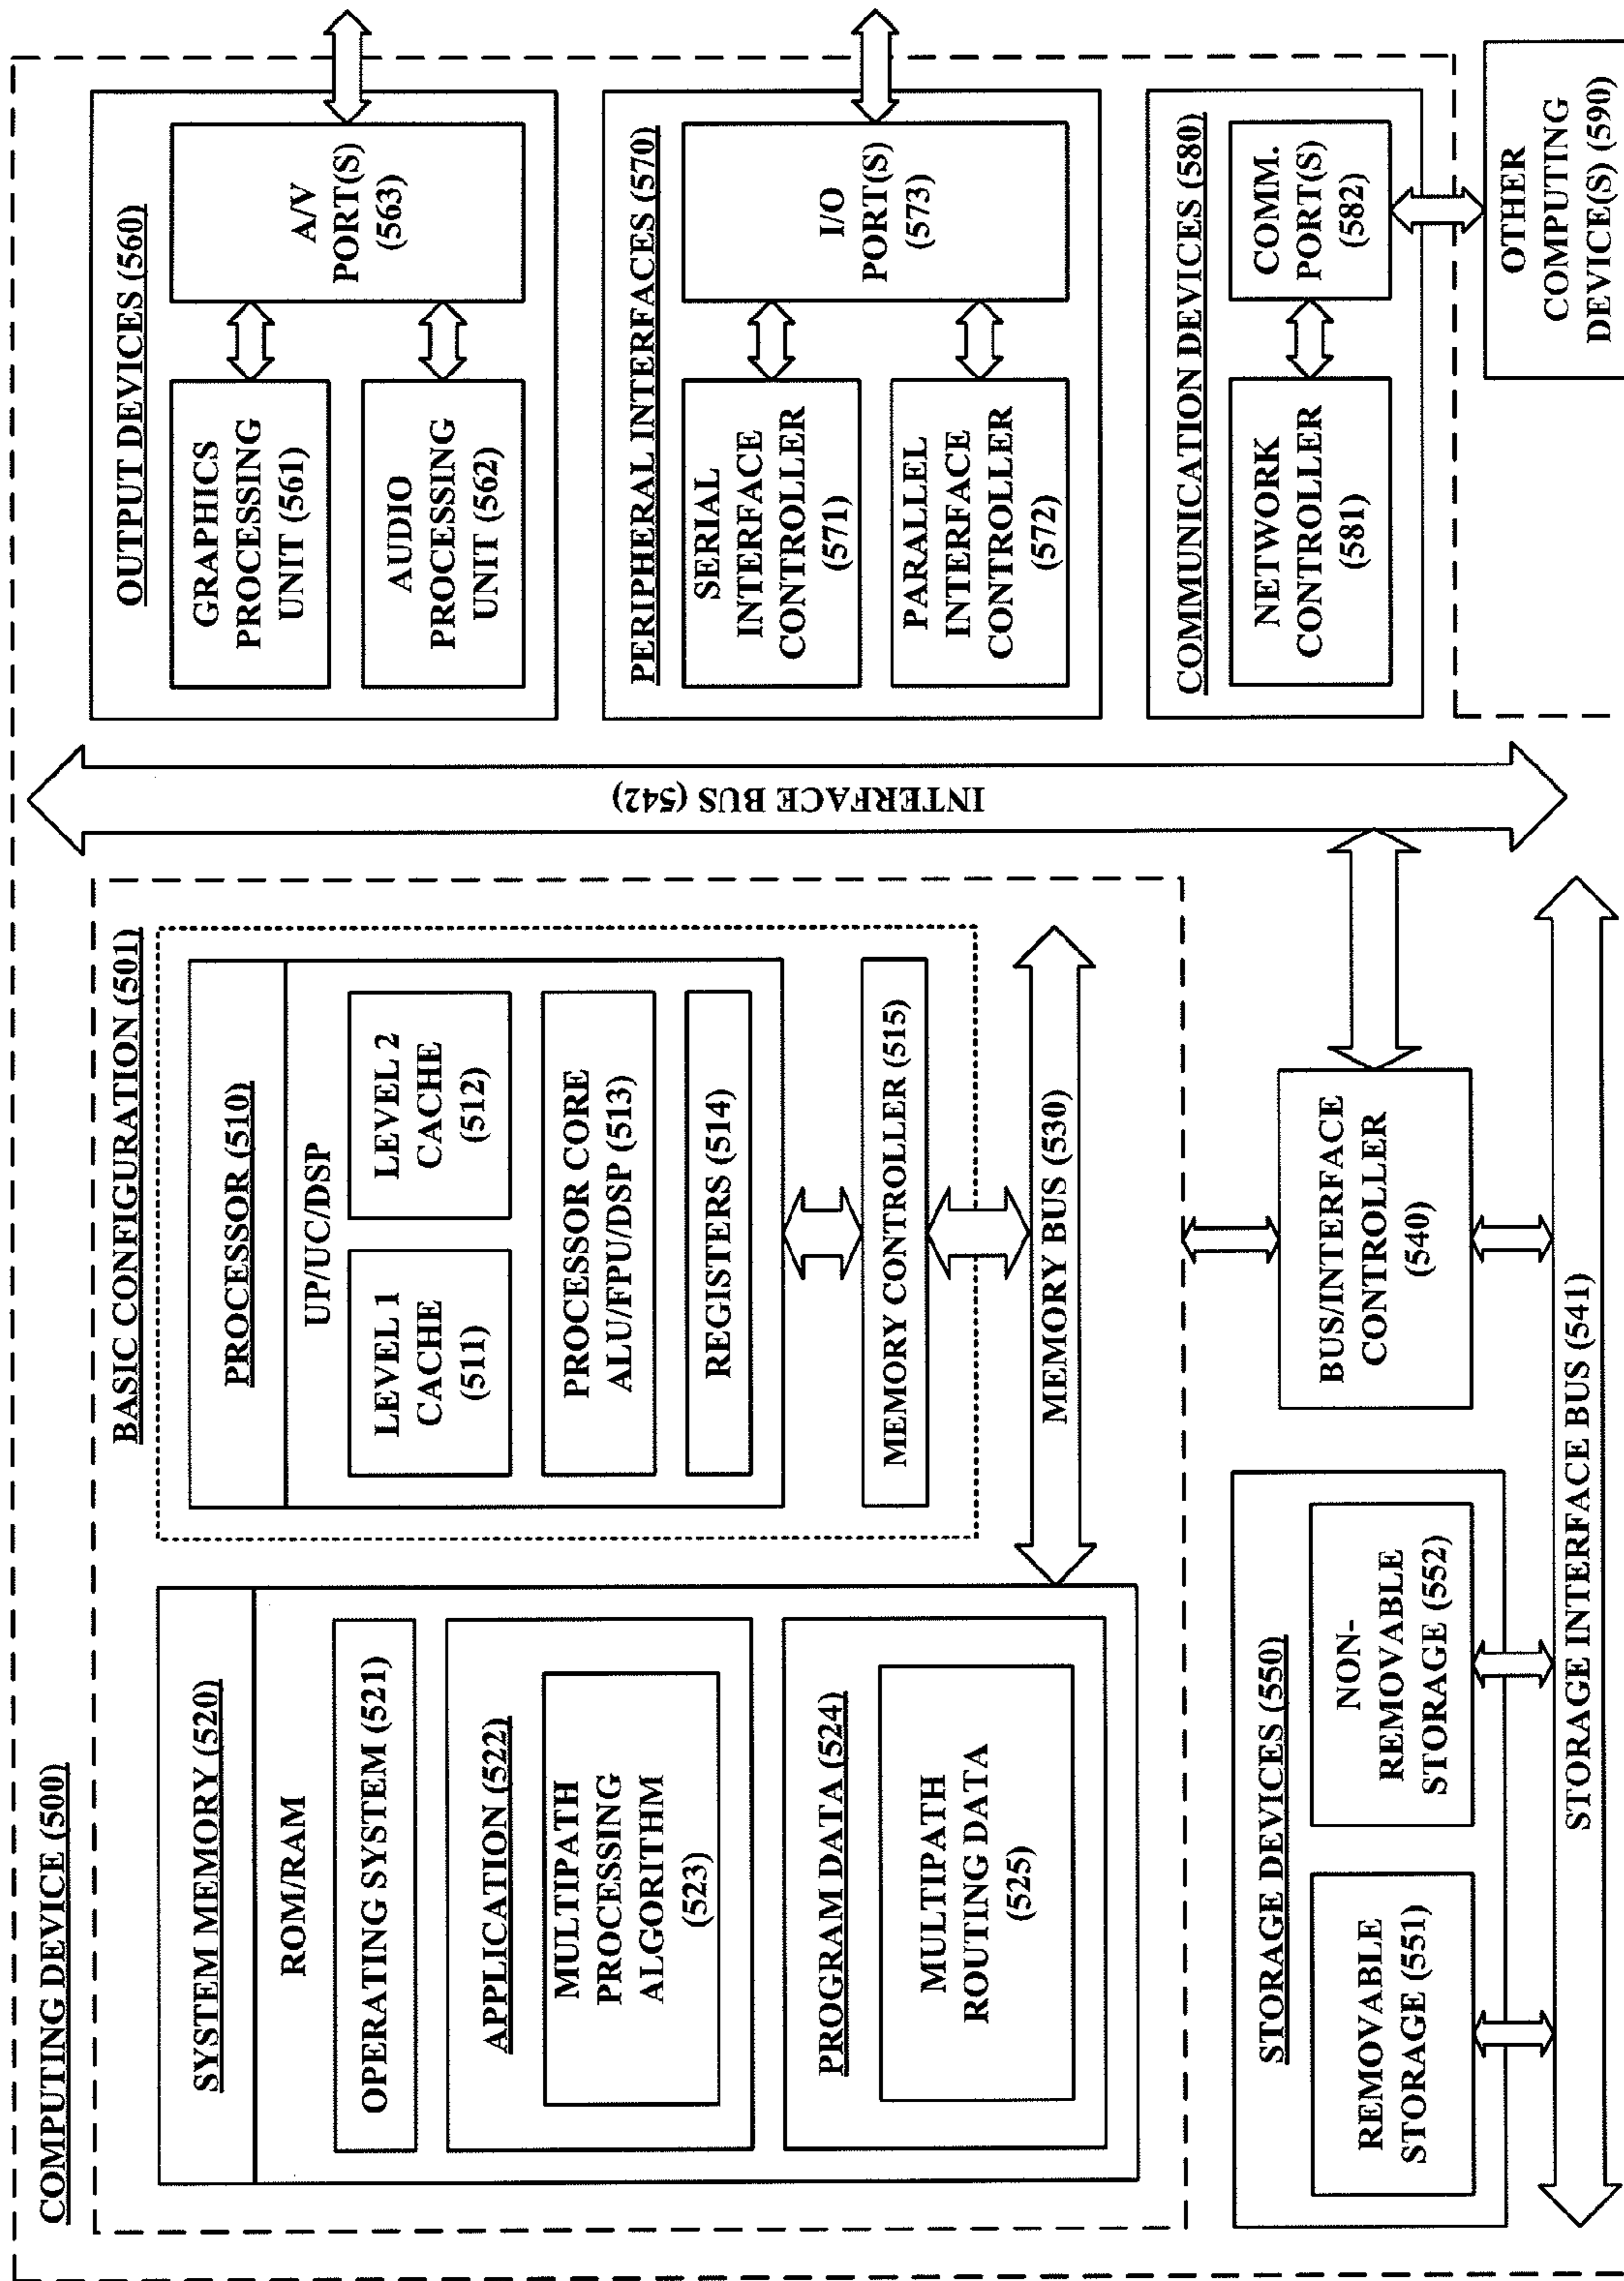 COMPUTING DEVICE (500)
BASIC CONFIGURATION (501)
SYSTEM MEMORY (520)
ROM/RAM
OPERATING SYSTEM (521)
APPLICATION (522)
MULTIPATH
PROCESSING
ALGORITHM
(523)
PROGRAM DATA (524)
MULTIPATH
ROUTING DATA
(525)
PROCESSOR (510)
UP/UC/DSP
LEVEL 1
CACHE
(511)
LEVEL 2
CACHE
(512)
PROCESSOR CORE
ALU/FPU/DSP (513)
REGISTERS (514)
MEMORY CONTROLLER (515)
MEMORY BUS (530)
BUS/INTERFACE
CONTROLLER
(540)
STORAGE DEVICES (550)
REMOVABLE
STORAGE (551)
NON-
REMOVABLE
STORAGE (552)
STORAGE INTERFACE BUS (541)
INTERFACE BUS (542)
OUTPUT DEVICES (560)
GRAPHICS
PROCESSING
UNIT (561)
AUDIO
PROCESSING
UNIT (562)
A/V
PORT(S)
(563)
PERIPHERAL INTERFACES (570)
SERIAL
INTERFACE
CONTROLLER
(571)
PARALLEL
INTERFACE
CONTROLLER
(572)
I/O
PORT(S)
(573)
COMMUNICATION DEVICES (580)
NETWORK
CONTROLLER
(581)
COMM.
PORT(S)
(582)
OTHER
COMPUTING
DEVICE(S) (590)